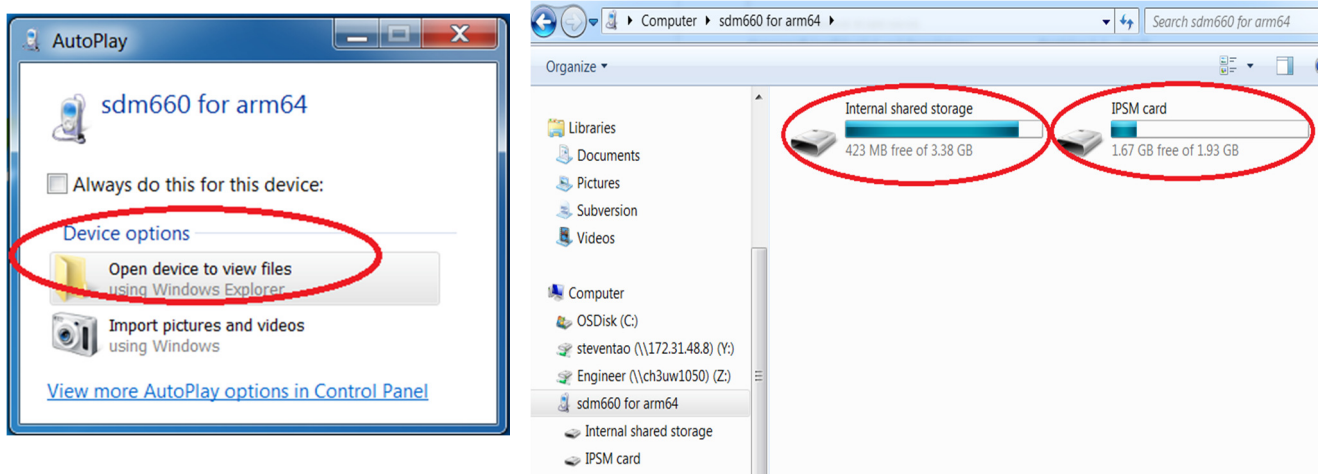 AutoPlay
sdm660 for arm64
Always do this for this device:
Device options
Open device to view files
using Windows Explorer
Import pictures and videos
using Windows
View more AutoPlay options in Control Panel
Computer sdm660 for arm64
Search sdm660 for arm64
Organize
Libraries
Documents
Pictures
Subversion
Videos
Computer
OSDisk (C:)
steventao (\\172.31.48.8) (Y:)
Engineer (\\ch3uw1050) (Z:)
sdm660 for arm64
Internal shared storage
IPSM card
Internal shared storage
423 MB free of 3.38 GB
IPSM card
1.67 GB free of 1.93 GB